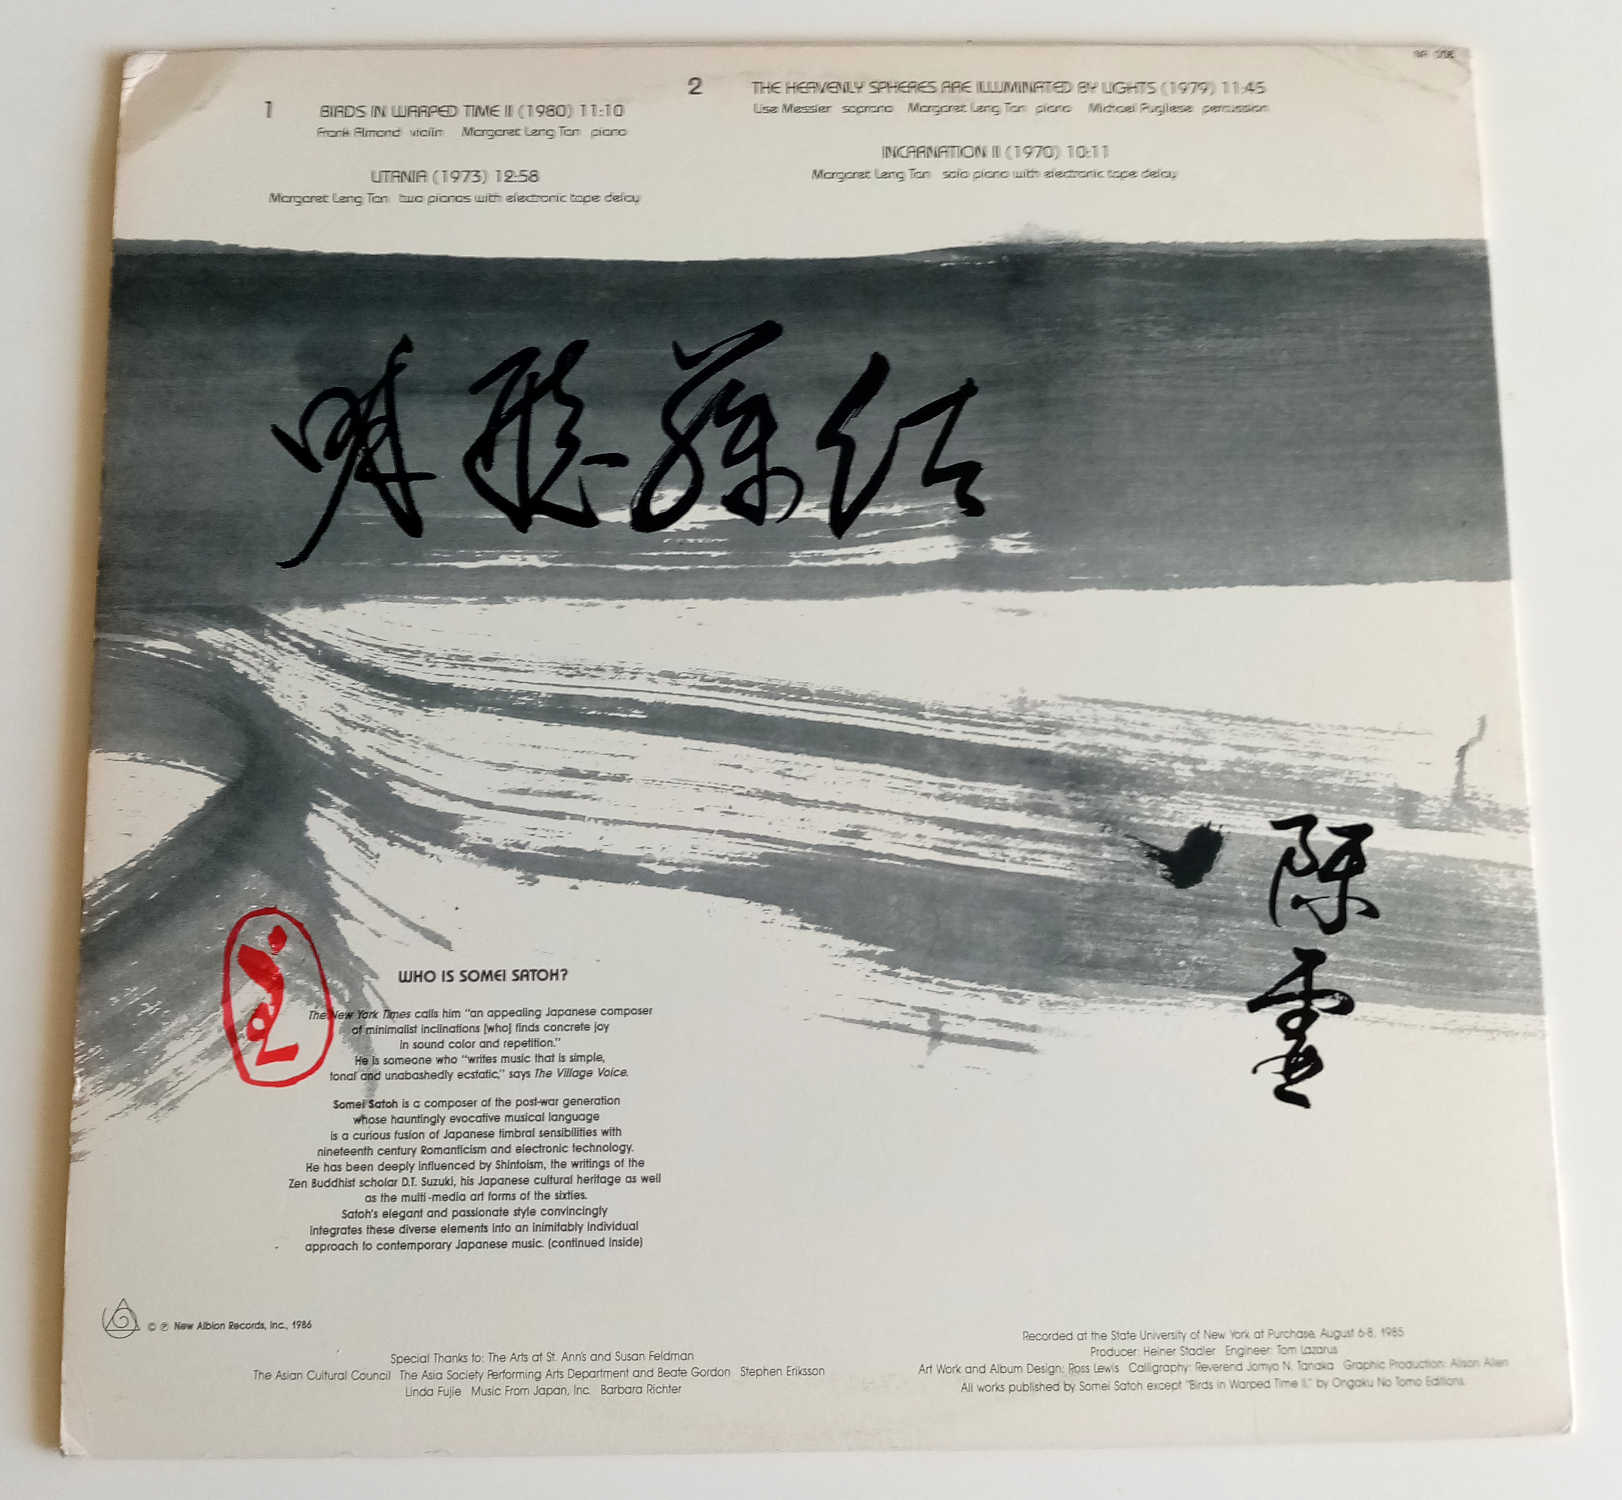 1
BIRDS IN WARPED TIME II (1980) 11:10
Frank Almond violin Margaret Leng Tan piano
LITANIA (1973) 12:58
Margaret Leng Tan two pianos with electronic tape delay
2
THE HEAVENLY SPHERES ARE ILLUMINATED BY LIGHTS (1979) 11:45
Lise Messier soprano Margaret Leng Tan piano Michael Pugliese percussion
INCARNATION II (1970) 10:11
Margaret Leng Tan solo piano with electronic tape delay
WHO IS SOMEI SATOH?
The New York Times calls him "an appealing Japanese composer
of minimalist inclinations [who] finds concrete joy
in sound color and repetition."
He is someone who "writes music that is simple,
tonal and unabashedly ecstatic," says The Village Voice.
Somei Satoh is a composer of the post-war generation
whose hauntingly evocative musical language
is a curious fusion of Japanese timbral sensibilities with
nineteenth century Romanticism and electronic technology.
He has been deeply influenced by Shintoism, the writings of the
Zen Buddhist scholar D.T. Suzuki, his Japanese cultural heritage as well
as the multi-media art forms of the sixties.
Satoh's elegant and passionate style convincingly
integrates these diverse elements into an inimitably individual
approach to contemporary Japanese music. (continued inside)
© ℗ New Albion Records, Inc., 1986
Special Thanks to: The Arts at St. Ann's and Susan Feldman
The Asian Cultural Council The Asia Society Performing Arts Department and Beate Gordon Stephen Eriksson
Linda Fujie Music From Japan, Inc. Barbara Richter
Recorded at the State University of New York at Purchase, August 6-8, 1985
Producer: Heiner Stadler Engineer: Tom Lazarus
Art Work and Album Design: Ross Lewis Calligraphy: Reverend Jomyo N. Tanaka Graphic Production: Alison Allen
All works published by Somei Satoh except "Birds in Warped Time II," by Ongaku No Tomo Editions.